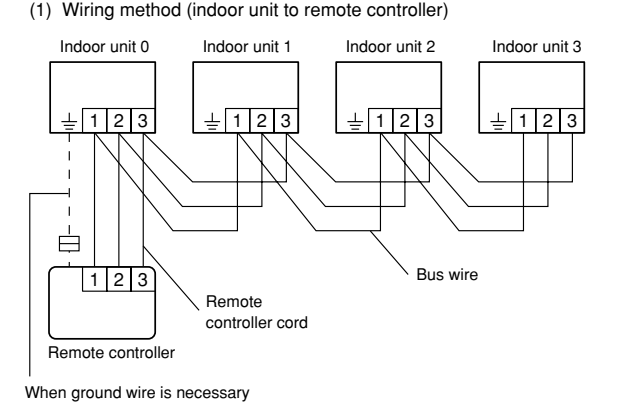 (1) Wiring method (indoor unit to remote controller)
Indoor unit 0 Indoor unit 1 Indoor unit 2 Indoor unit 3
1 2 3 1 2 3 1 2 3 1 2 3
1 2 3
Bus wire
Remote
controller cord
Remote controller
When ground wire is necessary